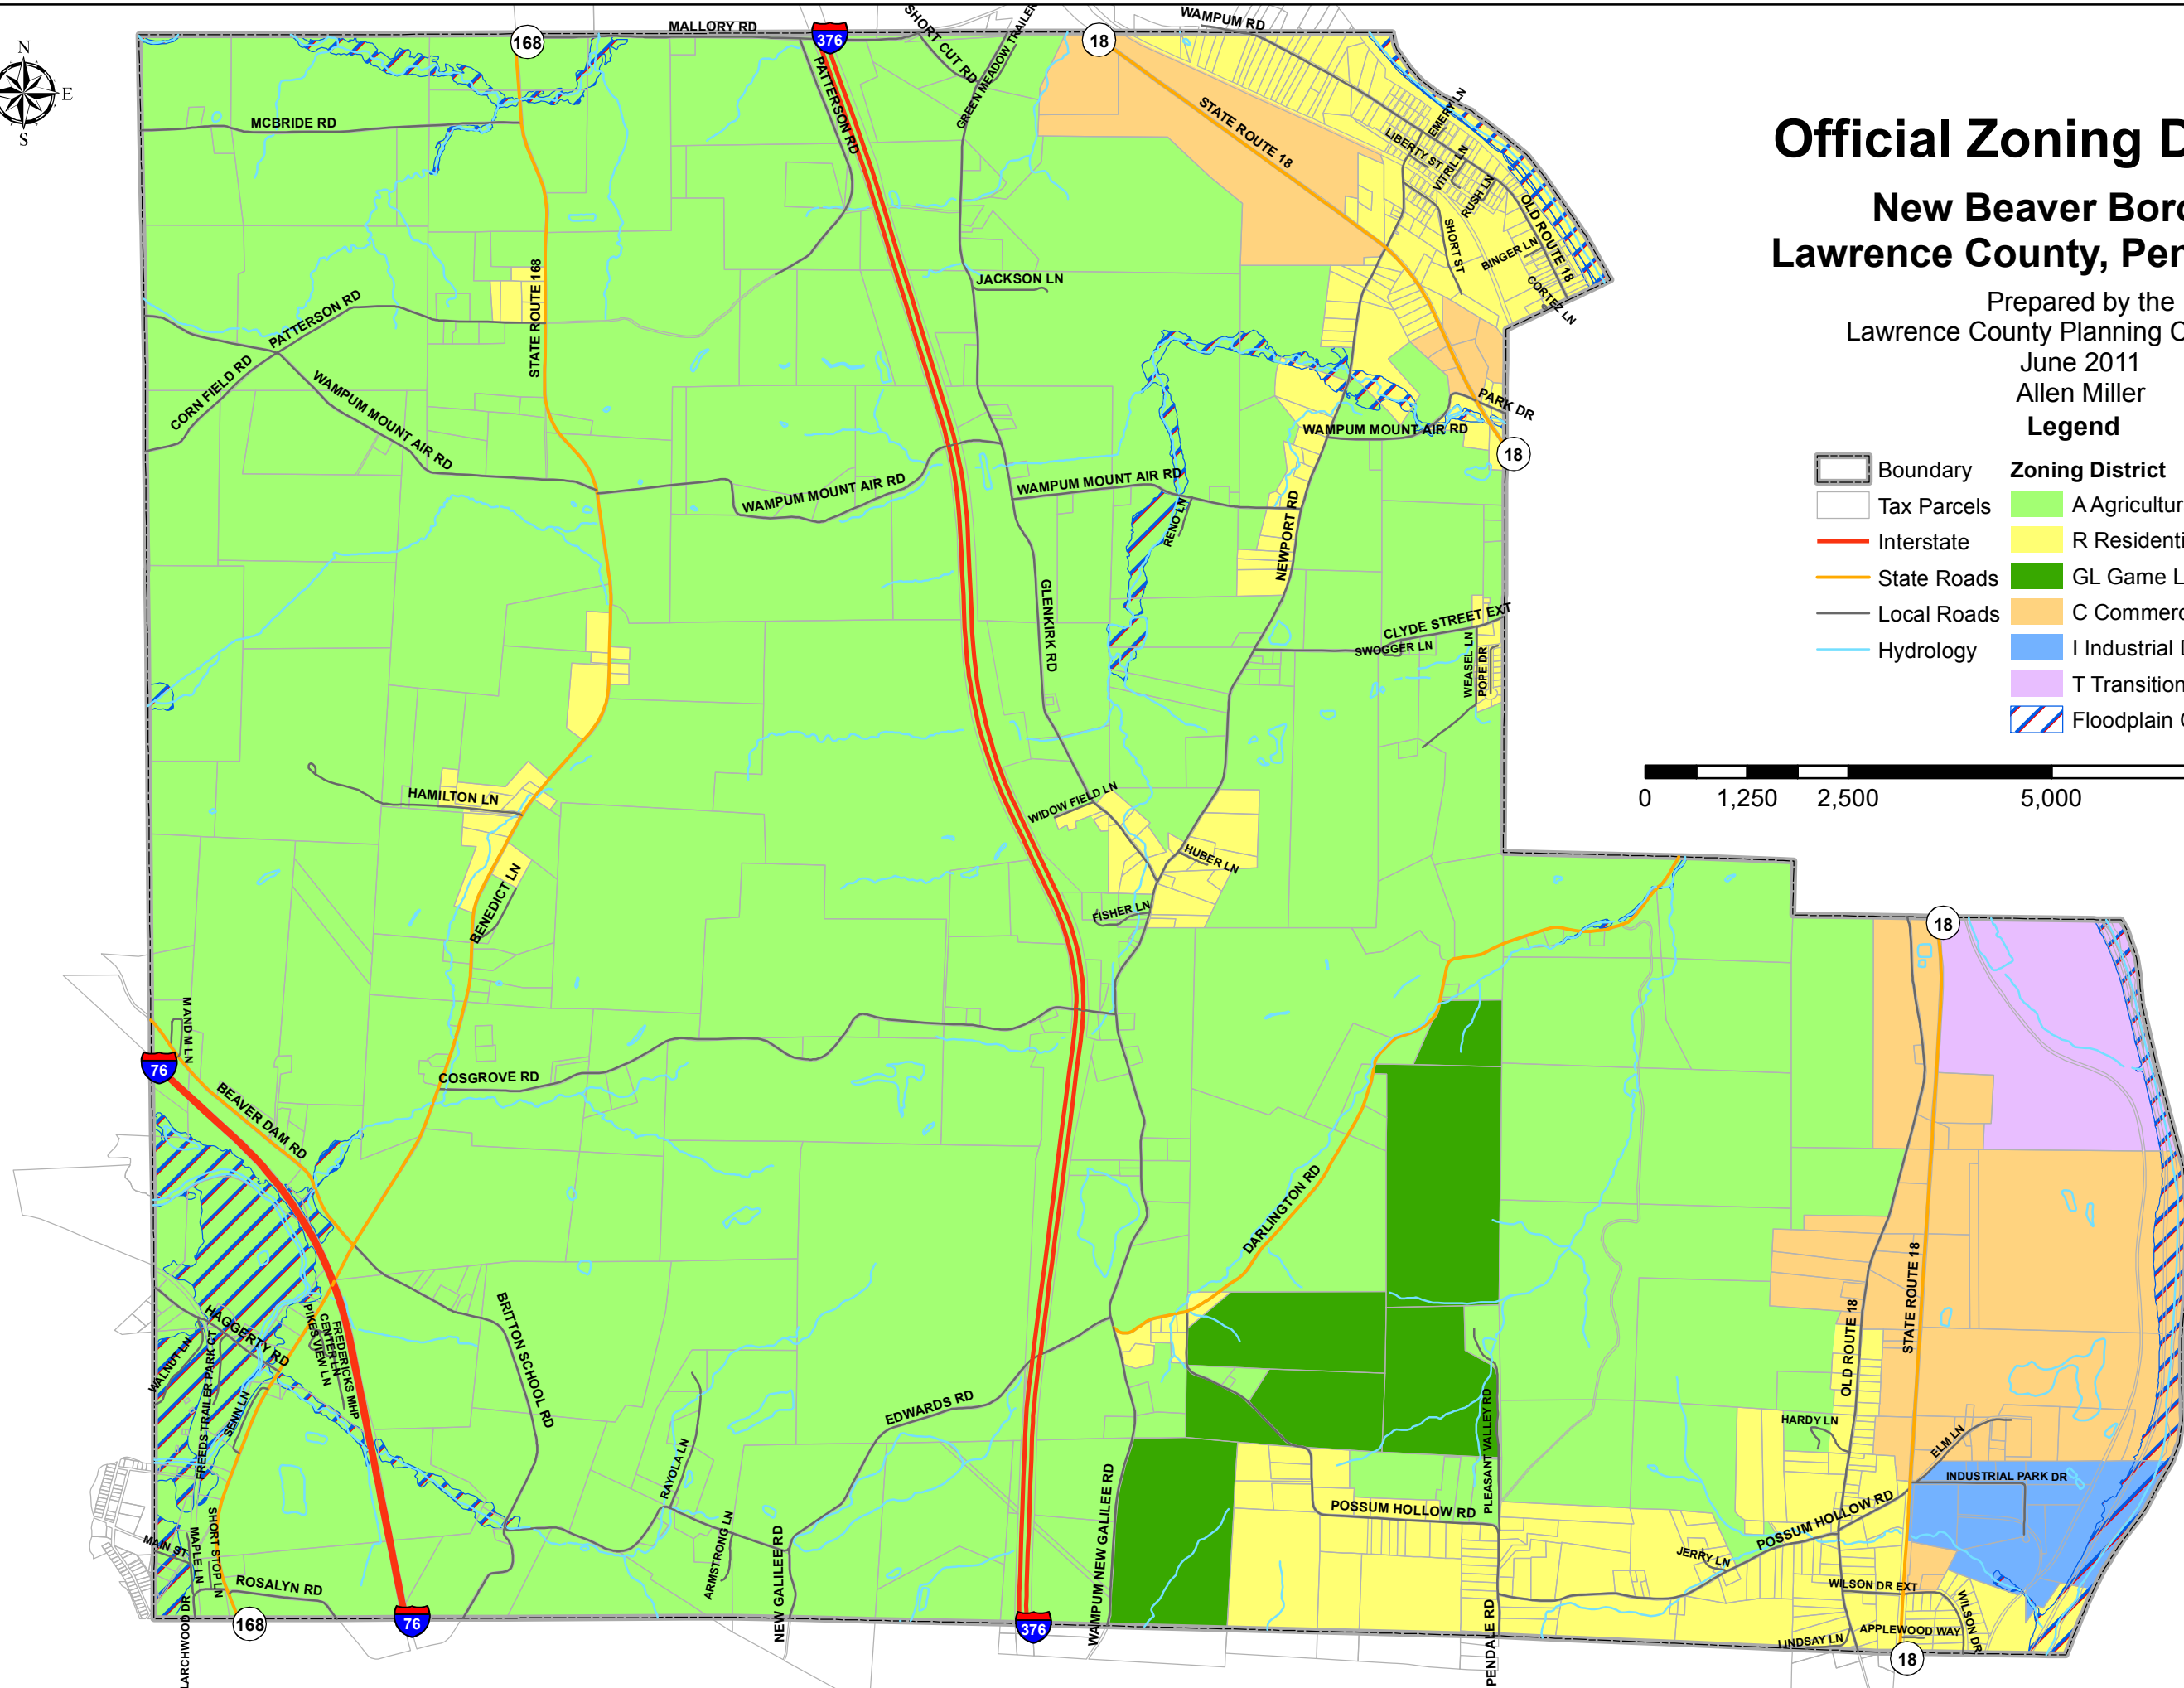 N
E
S
Official Zoning D
New Beaver Bor
Lawrence County, Pen
Prepared by the
Lawrence County Planning C
June 2011
Allen Miller
Legend
Boundary
Tax Parcels
Interstate
State Roads
Local Roads
Hydrology
Zoning District
A Agricultur
R Residenti
GL Game L
C Commerc
I Industrial D
T Transition
Floodplain O
0 1,250 2,500 5,000
168
MALLORY RD
376
SHORT CUT RD
GREEN MEADOW TRAILER
18
WAMPUM RD
MCBRIDE RD
PATTERSON RD
STATE ROUTE 18
LIBERTY ST
EMERY LN
VITRIL LN
RUSH LN
SHORT ST
OLD ROUTE 18
BINGER LN
CORTEZ LN
STATE ROUTE 168
JACKSON LN
PATTERSON RD
CORN FIELD RD
WAMPUM MOUNT AIR RD
PARK DR
WAMPUM MOUNT AIR RD
18
WAMPUM MOUNT AIR RD
WAMPUM MOUNT AIR RD
RENO LN
NEWPORT RD
GLENKIRK RD
CLYDE STREET EXT
SWOGGER LN
WEASEL LN
POPE DR
HAMILTON LN
WIDOW FIELD LN
HUBER LN
BENEDICT LN
FISHER LN
18
M AND M LN
76
COSGROVE RD
BEAVER DAM RD
DARLINGTON RD
BRITTON SCHOOL RD
HAGGERTY RD
WALNUT LN
FREEDS TRAILER PARK CT
PIKES VIEW LN
CENTER LN
FREDERICKS MHP
SENN LN
STATE ROUTE 18
OLD ROUTE 18
EDWARDS RD
PLEASANT VALLEY RD
HARDY LN
ELM LN
RAYOLA LN
INDUSTRIAL PARK DR
POSSUM HOLLOW RD
POSSUM HOLLOW RD
ARMSTRONG LN
NEW GALILEE RD
WAMPUM NEW GALILEE RD
MAIN ST
MAPLE LN
SHORT STOP LN
JERRY LN
ROSALYN RD
WILSON DR EXT
WILSON DR
APPLEWOOD WAY
LINDSAY LN
LARCHWOOD DR
168
76
376
PENDALE RD
18